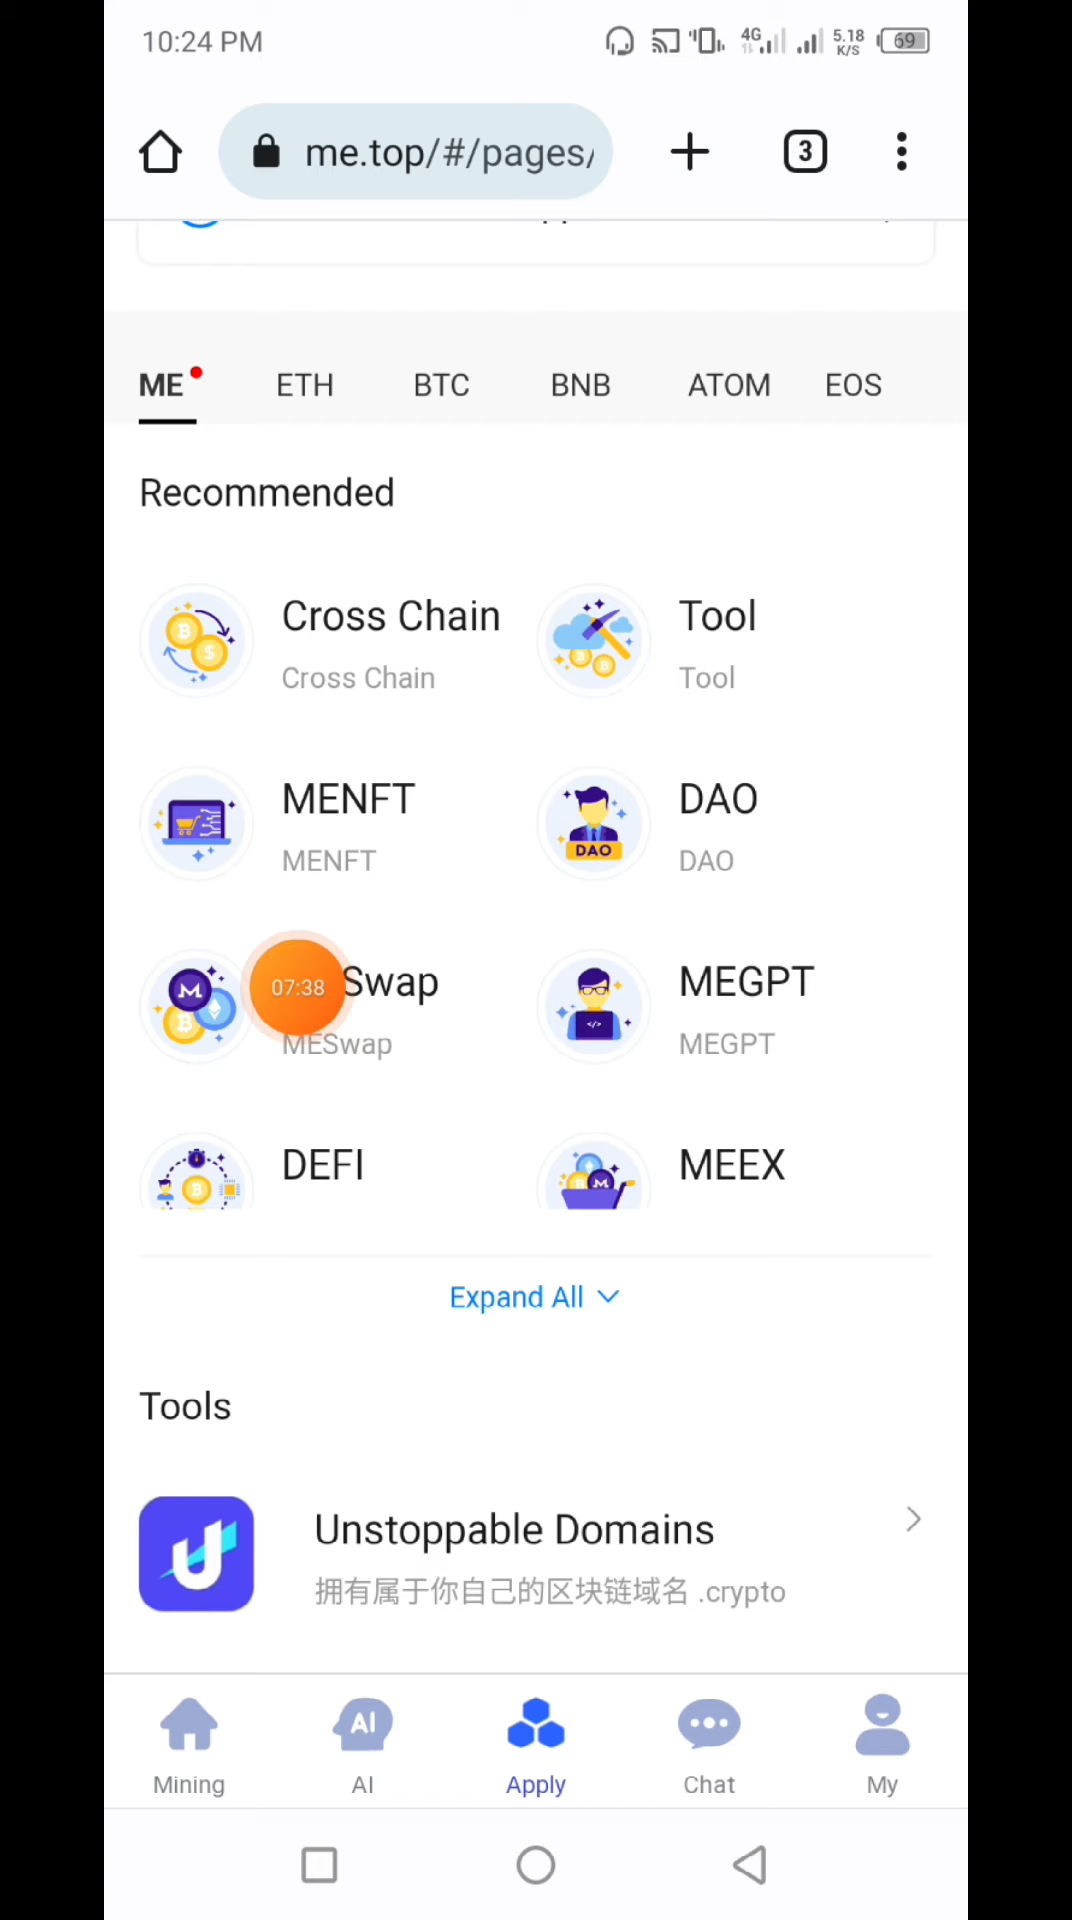 10:24 PM
4G
5.18
K/S
69
me.top/#/pages/
3
ME
ETH
BTC
BNB
ATOM
EOS
Recommended
Cross Chain
Tool
Cross Chain
Tool
MENFT
DAO
MENFT
DAO
DAO
07:38
Swap
MEGPT
MESwap
MEGPT
DEFI
MEEX
Expand All
Tools
Unstoppable Domains
拥有属于你自己的区块链域名 .crypto
AI
Mining
AI
Apply
Chat
My